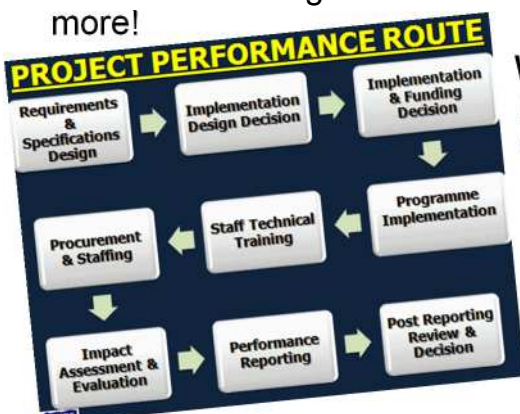 more!
PROJECT PERFORMANCE ROUTE
Requirements
&
Specifications
Design
Implementation
Design Decision
Implementation
& Funding
Decision
Programme
Implementation
Staff Technical
Training
Procurement
& Staffing
Impact
Assessment &
Evaluation
Performance
Reporting
Post Reporting
Review &
Decision